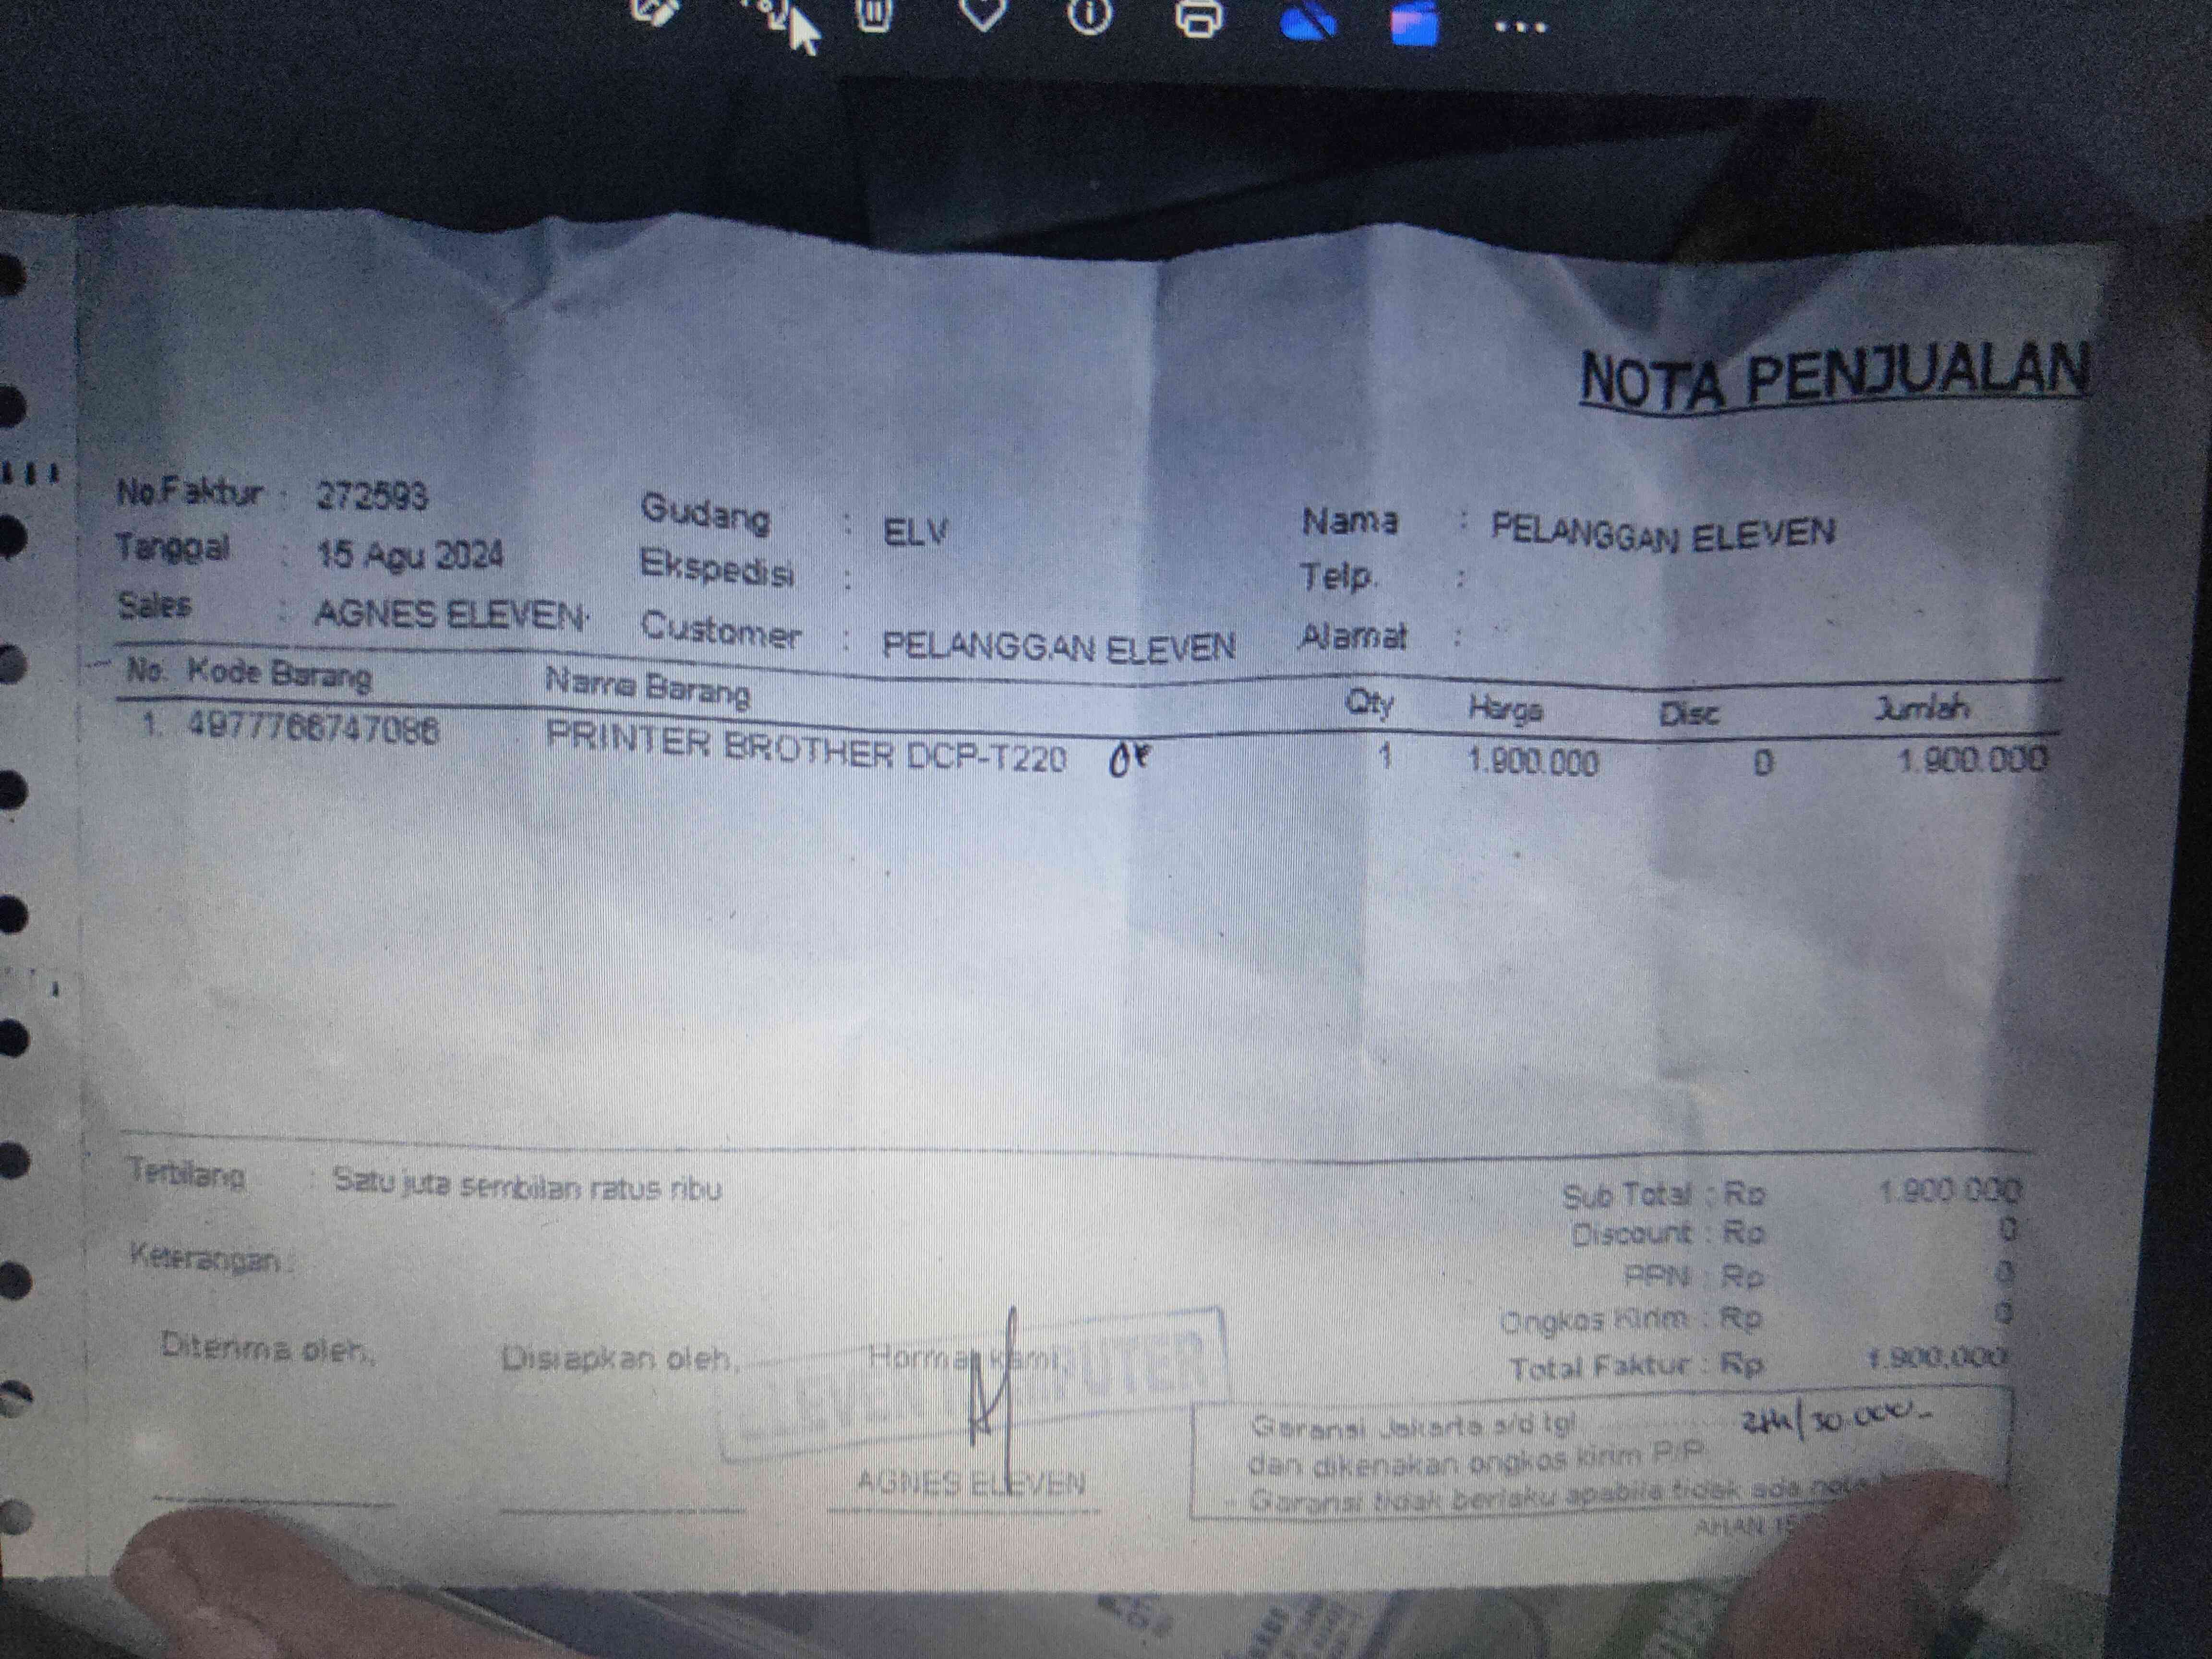 NOTA PENJUALAN
No.Faktur : 272593 Gudang : ELV Nama : PELANGGAN ELEVEN
Tanggal : 15 Agu 2024 Ekspedisi : Telp. :
Sales : AGNES ELEVEN Customer : PELANGGAN ELEVEN Alamat :
No. Kode Barang Nama Barang Qty Harga Disc Jumlah
1. 4977766747086 PRINTER BROTHER DCP-T220 OK 1 1.900.000 0 1.900.000
Terbilang : Satu juta sembilan ratus ribu Sub Total : Rp 1.900.000
Discount : Rp 0
Keterangan : PPN : Rp 0
Ongkos Kirim : Rp 0
Diterima oleh, Disiapkan oleh, Hormat kami, Total Faktur : Rp 1.900.000
Garansi Jakarta s/d tgl 2th/30.000-
dan dikenakan ongkos kirim P/P
AGNES ELEVEN
- Garansi tidak berlaku apabila tidak ada nota
AHAN